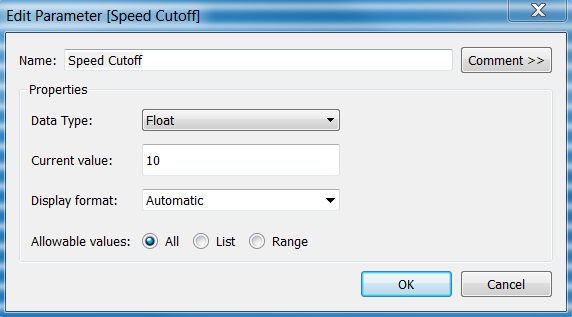 Edit Parameter [Speed Cutoff]
Name: Speed Cutoff Comment >>
Properties
Data Type: Float
Current value: 10
Display format: Automatic
Allowable values: All List Range
OK Cancel